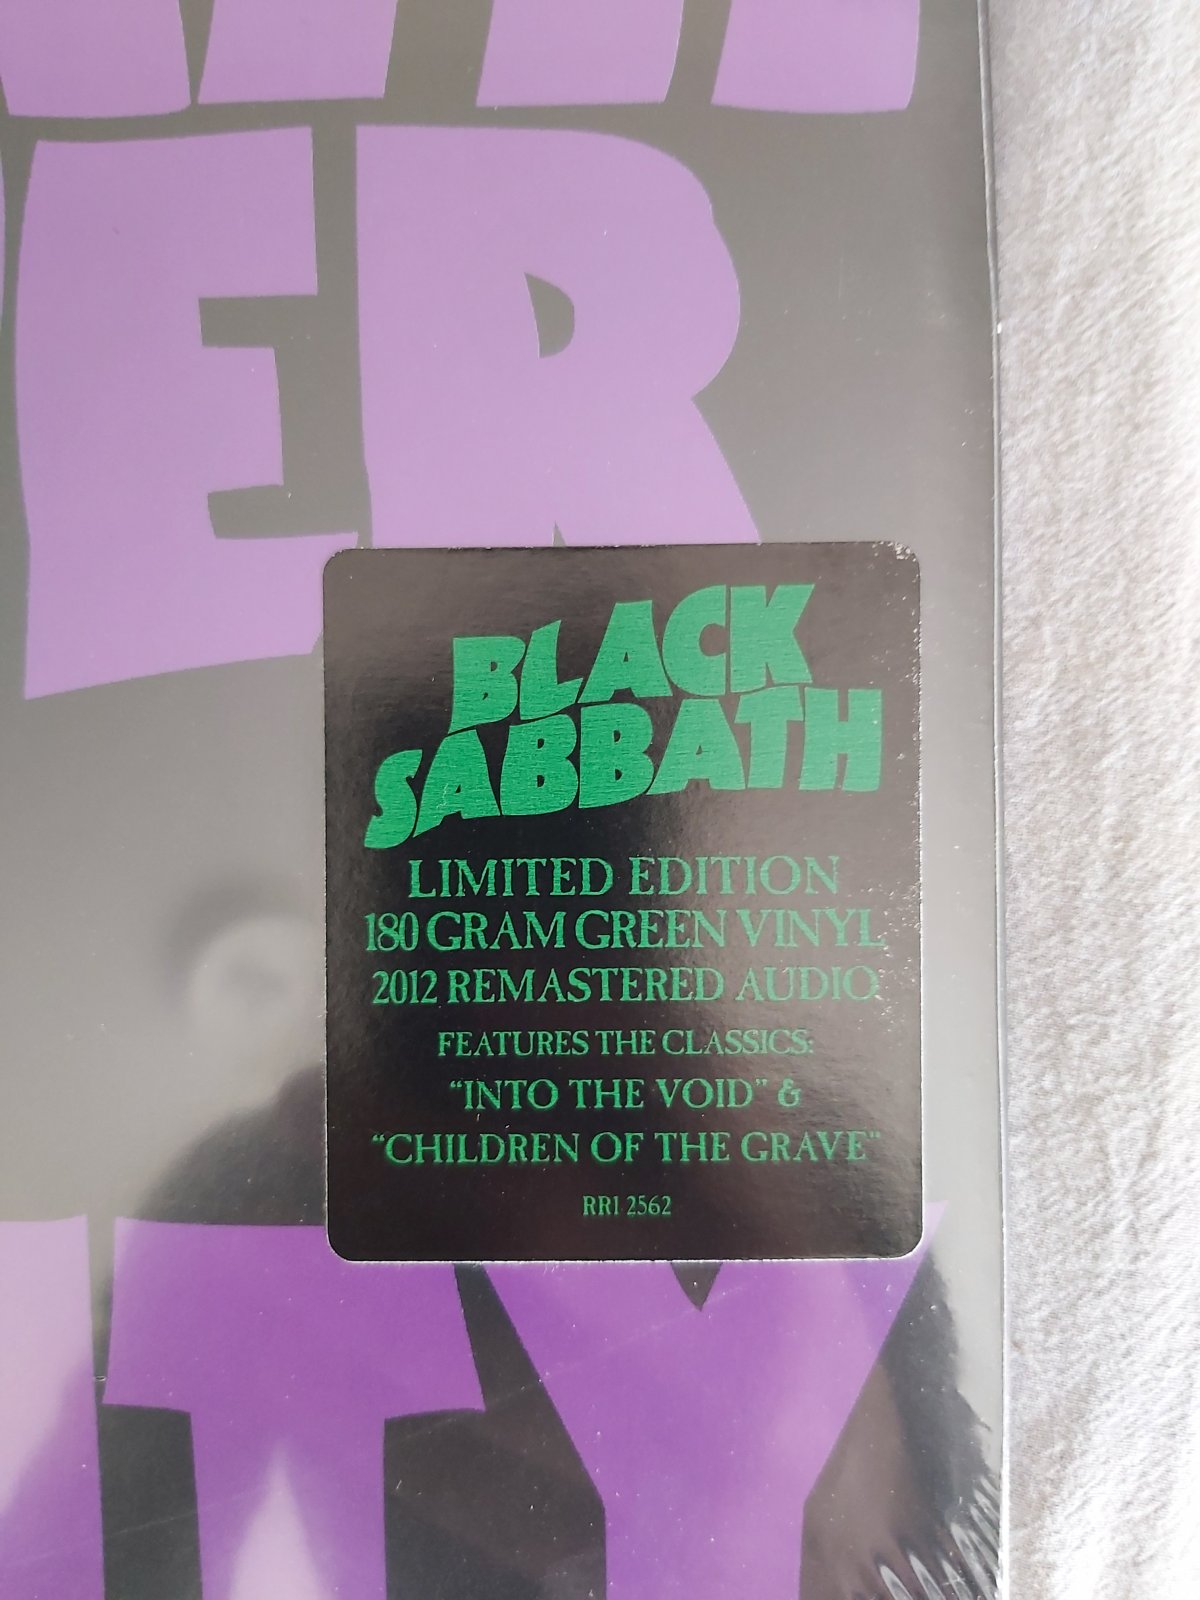 ER
BLACK
SABBATH
LIMITED EDITION
180 GRAM GREEN VINYL
2012 REMASTERED AUDIO
FEATURES THE CLASSICS:
"INTO THE VOID" &
"CHILDREN OF THE GRAVE"
RR1 2562
TY